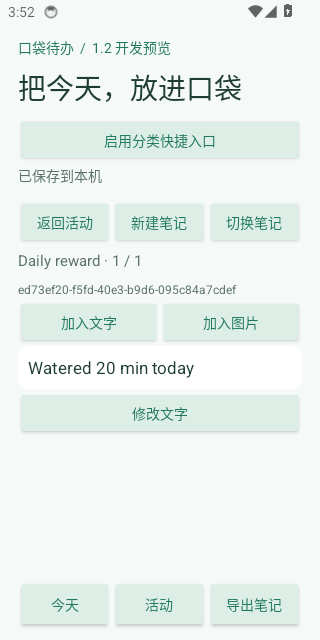 3:52
口袋待办 / 1.2 开发预览
把今天，放进口袋
启用分类快捷入口
已保存到本机
返回活动 新建笔记 切换笔记
Daily reward · 1 / 1
ed73ef20-f5fd-40e3-b9d6-095c84a7cdef
加入文字 加入图片
Watered 20 min today
修改文字
今天 活动 导出笔记